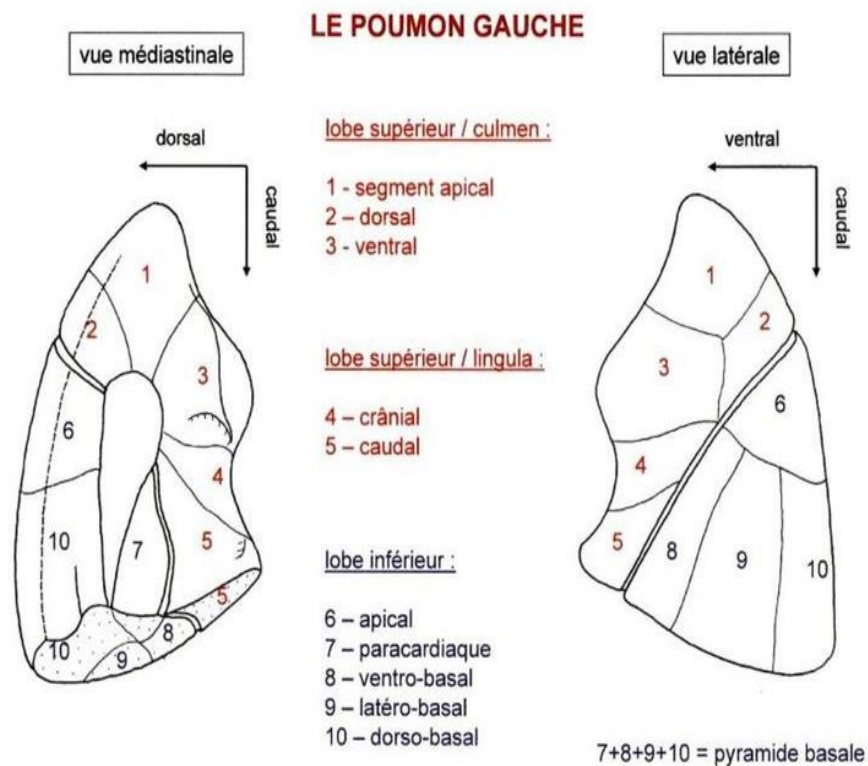 LE POUMON GAUCHE
vue médiastinale
vue latérale
dorsal
caudal
ventral
caudal
lobe supérieur / culmen :
1 - segment apical
2 – dorsal
3 - ventral
lobe supérieur / lingula :
4 – crânial
5 – caudal
lobe inférieur :
6 – apical
7 – paracardiaque
8 – ventro-basal
9 – latéro-basal
10 – dorso-basal
7+8+9+10 = pyramide basale
1
2
3
6
4
10
7
5
5
8
10
9
1
2
3
6
4
5
8
9
10